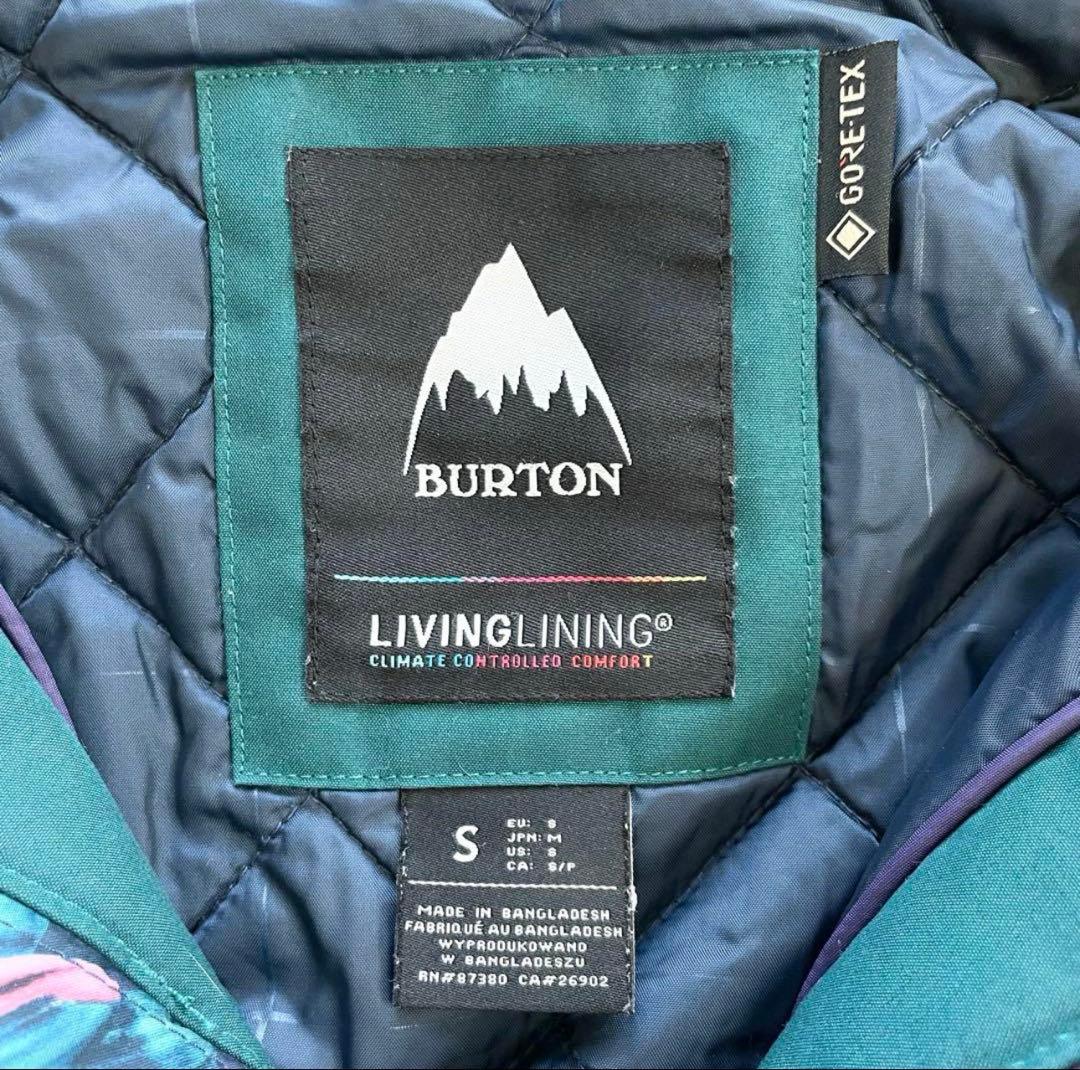 GORE-TEX
BURTON
LIVINGLINING®
CLIMATE CONTROLLED COMFORT
S
EU: S
JPN: M
US: S
CA: S/P
MADE IN BANGLADESH
FABRIQUÉ AU BANGLADESH
WYPRODUKOWANO
W BANGLADESZU
RN#87380 CA#26902